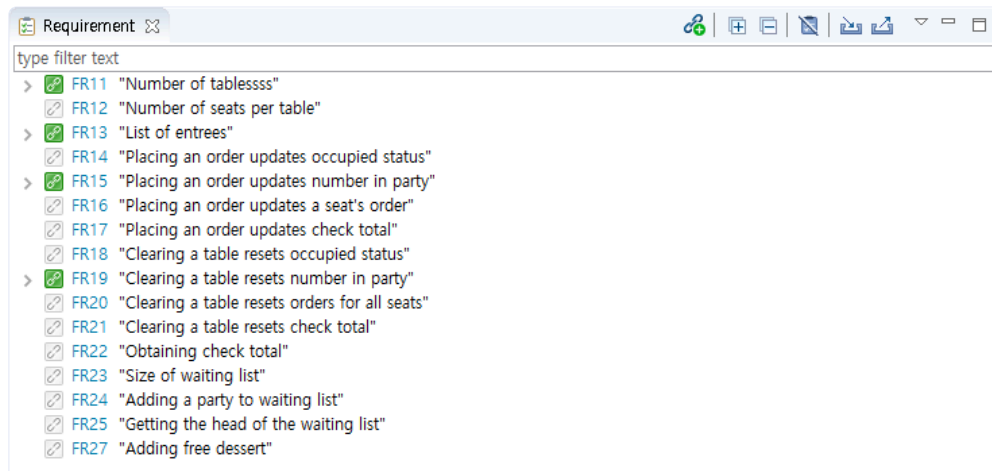 Requirement
type filter text
FR11 "Number of tablessss"
FR12 "Number of seats per table"
FR13 "List of entrees"
FR14 "Placing an order updates occupied status"
FR15 "Placing an order updates number in party"
FR16 "Placing an order updates a seat's order"
FR17 "Placing an order updates check total"
FR18 "Clearing a table resets occupied status"
FR19 "Clearing a table resets number in party"
FR20 "Clearing a table resets orders for all seats"
FR21 "Clearing a table resets check total"
FR22 "Obtaining check total"
FR23 "Size of waiting list"
FR24 "Adding a party to waiting list"
FR25 "Getting the head of the waiting list"
FR27 "Adding free dessert"